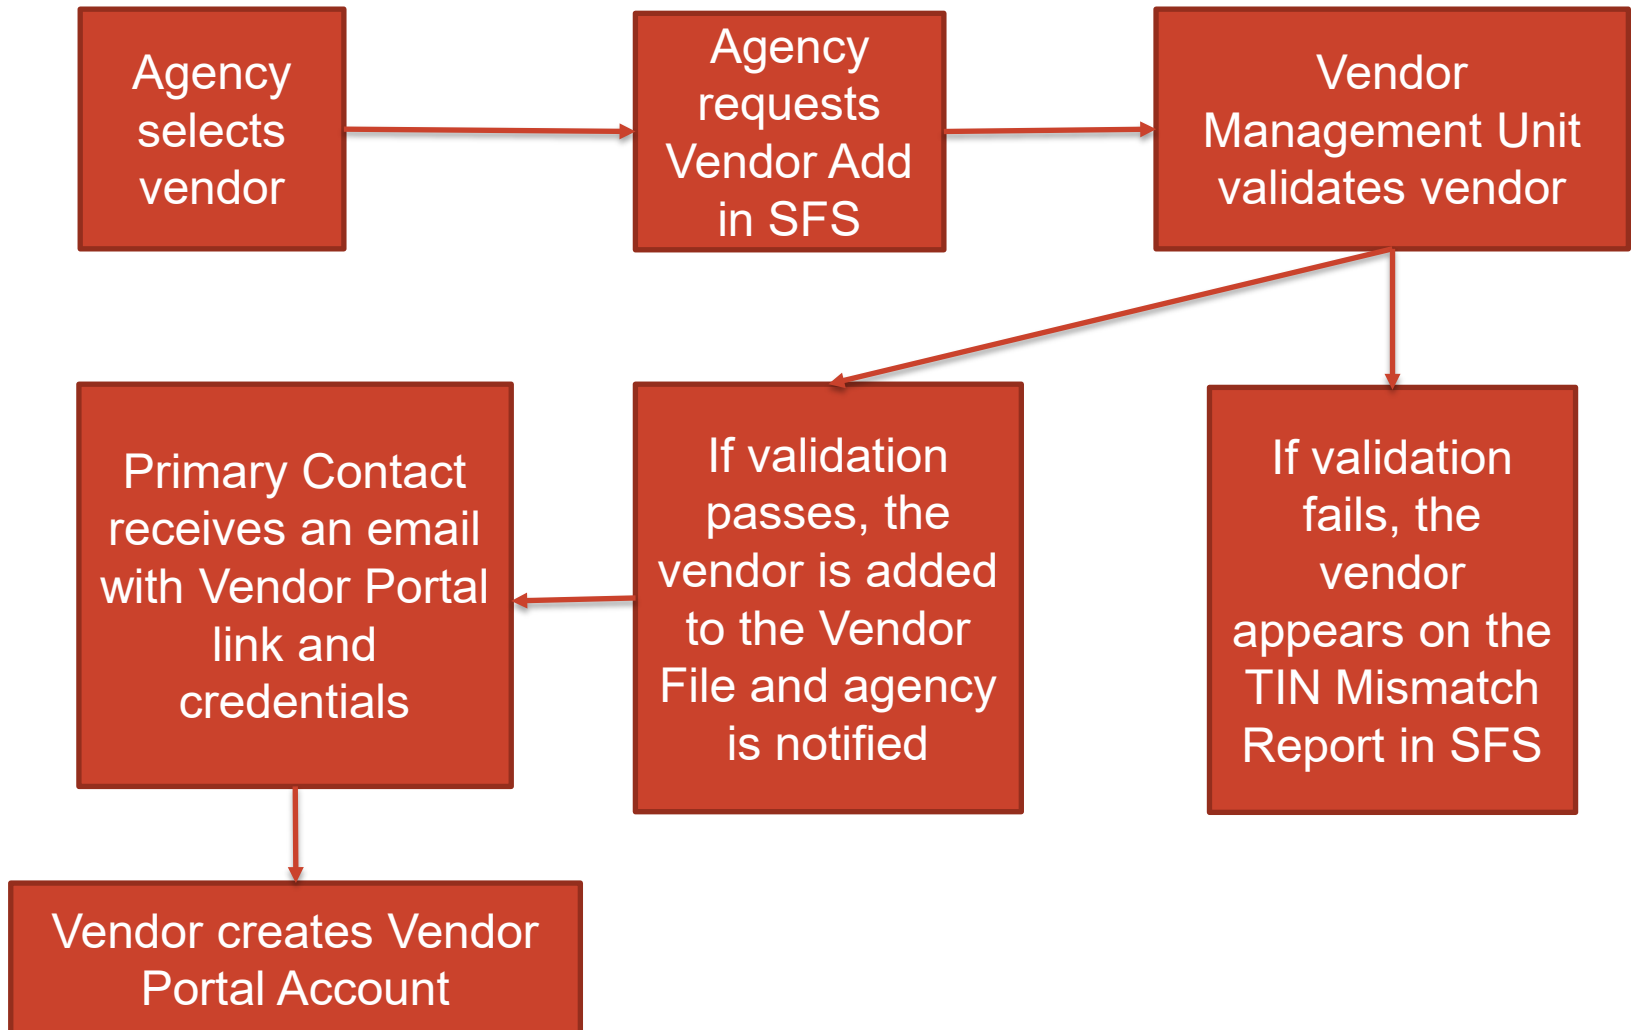 Agency
selects
vendor
Agency
requests
Vendor Add
in SFS
Vendor
Management Unit
validates vendor
Primary Contact
receives an email
with Vendor Portal
link and
credentials
If validation
passes, the
vendor is added
to the Vendor
File and agency
is notified
If validation
fails, the
vendor
appears on the
TIN Mismatch
Report in SFS
Vendor creates Vendor
Portal Account